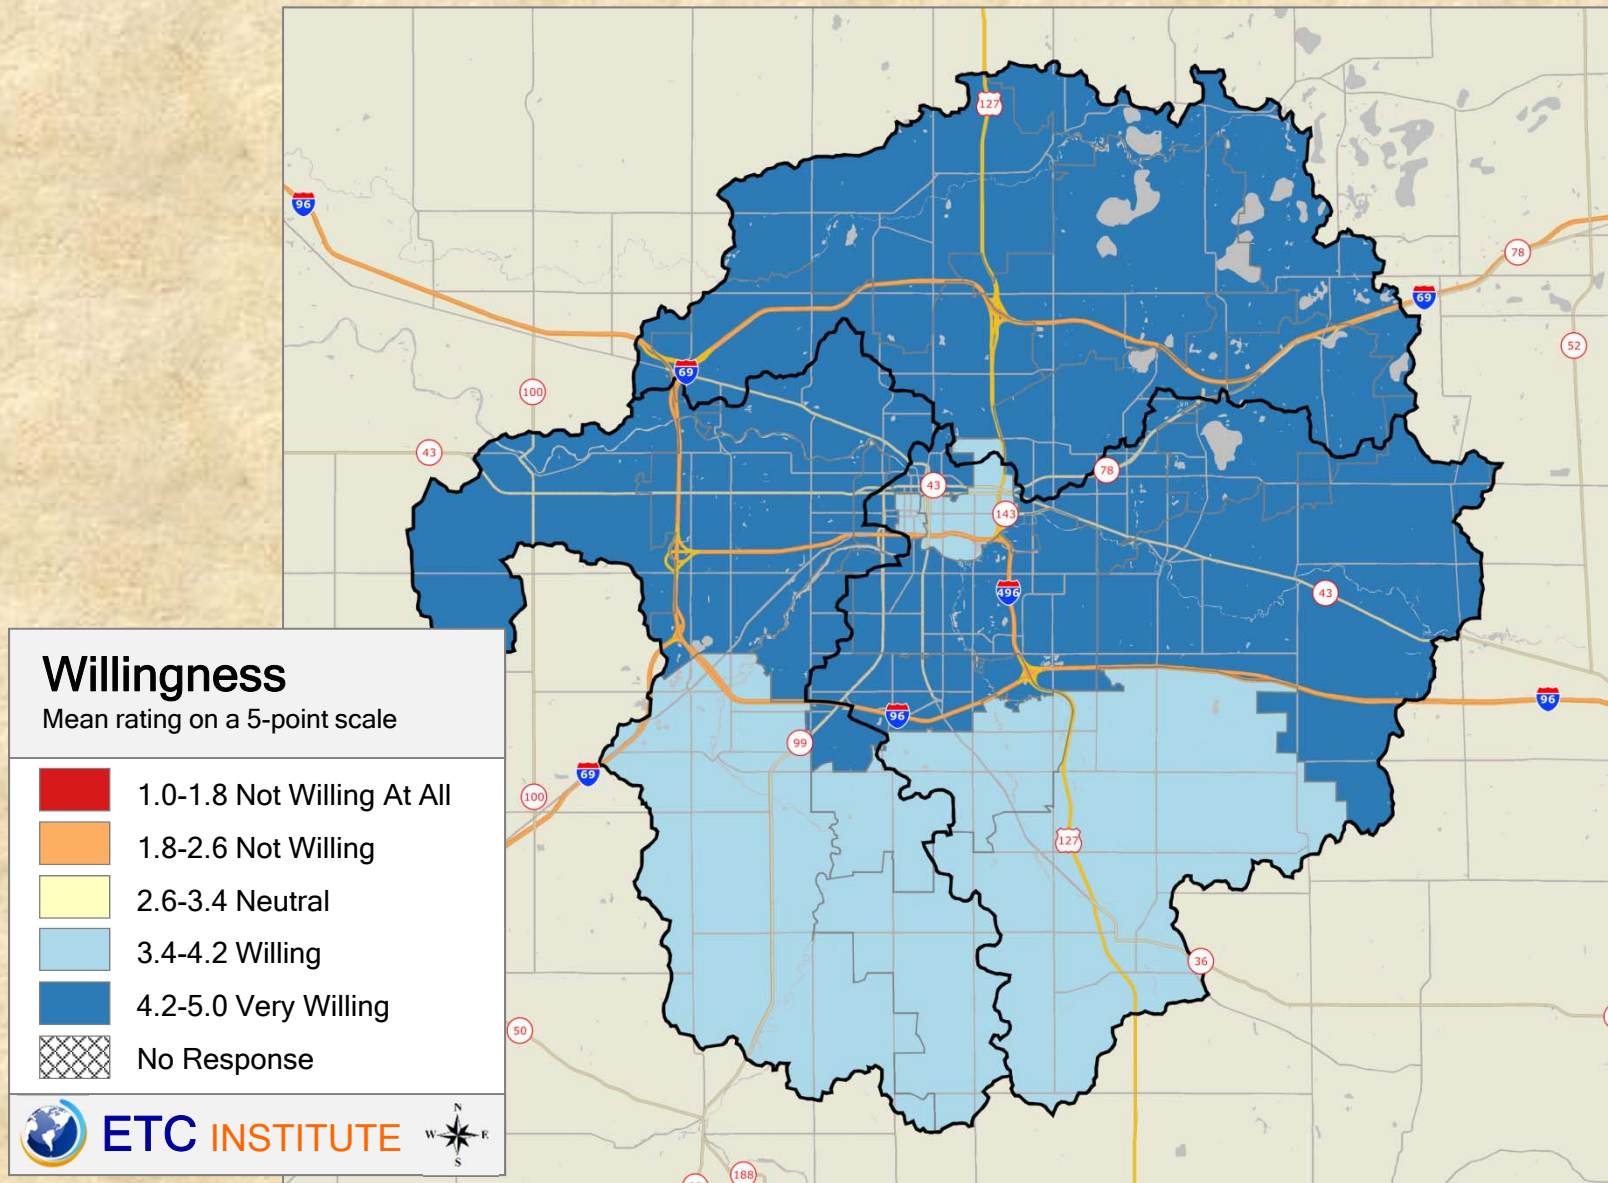 127
96
78
69
52
69
100
43
78
43
143
496
43
96
96
99
69
100
127
36
50
188
Willingness
Mean rating on a 5-point scale
1.0-1.8 Not Willing At All
1.8-2.6 Not Willing
2.6-3.4 Neutral
3.4-4.2 Willing
4.2-5.0 Very Willing
No Response
ETC INSTITUTE
N
W E
S